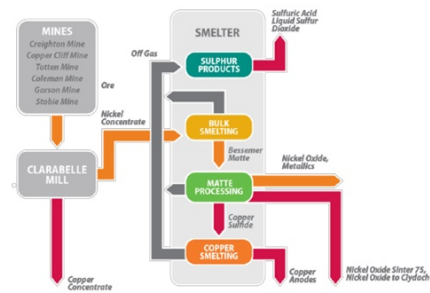 MINES
Creighton Mine
Copper Cliff Mine
Totten Mine
Coleman Mine
Garson Mine
Stobie Mine
Ore
CLARABELLE
MILL
Copper
Concentrate
Nickel
Concentrate
Off Gas
SMELTER
SULPHUR
PRODUCTS
Sulfuric Acid
Liquid Sulfur
Dioxide
BULK
SMELTING
Bessemer
Matte
MATTE
PROCESSING
Nickel Oxide,
Metallics
Copper
Sulfide
COPPER
SMELTING
Copper
Anodes
Nickel Oxide Sinter 75,
Nickel Oxide to Clydach